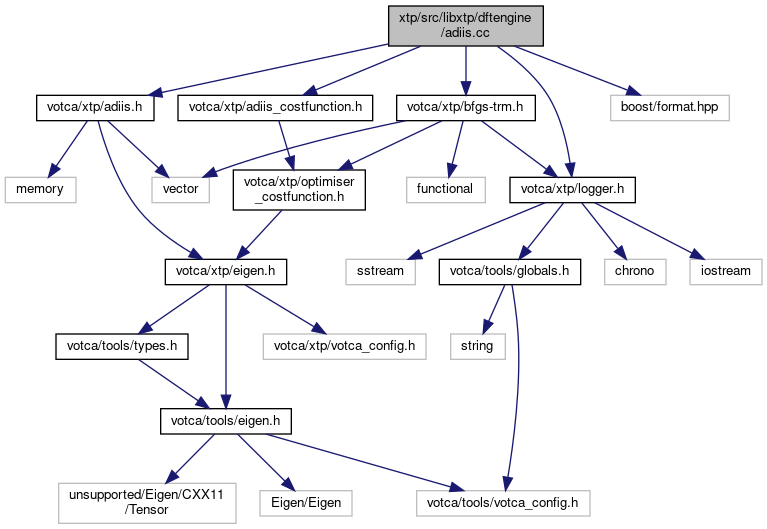 xtp/src/libxtp/dftengine
/adiis.cc
votca/xtp/adiis.h
votca/xtp/adiis_costfunction.h
votca/xtp/bfgs-trm.h
boost/format.hpp
memory
vector
votca/xtp/optimiser
_costfunction.h
functional
votca/xtp/logger.h
votca/xtp/eigen.h
sstream
votca/tools/globals.h
chrono
iostream
votca/tools/types.h
votca/xtp/votca_config.h
string
votca/tools/eigen.h
unsupported/Eigen/CXX11
/Tensor
Eigen/Eigen
votca/tools/votca_config.h